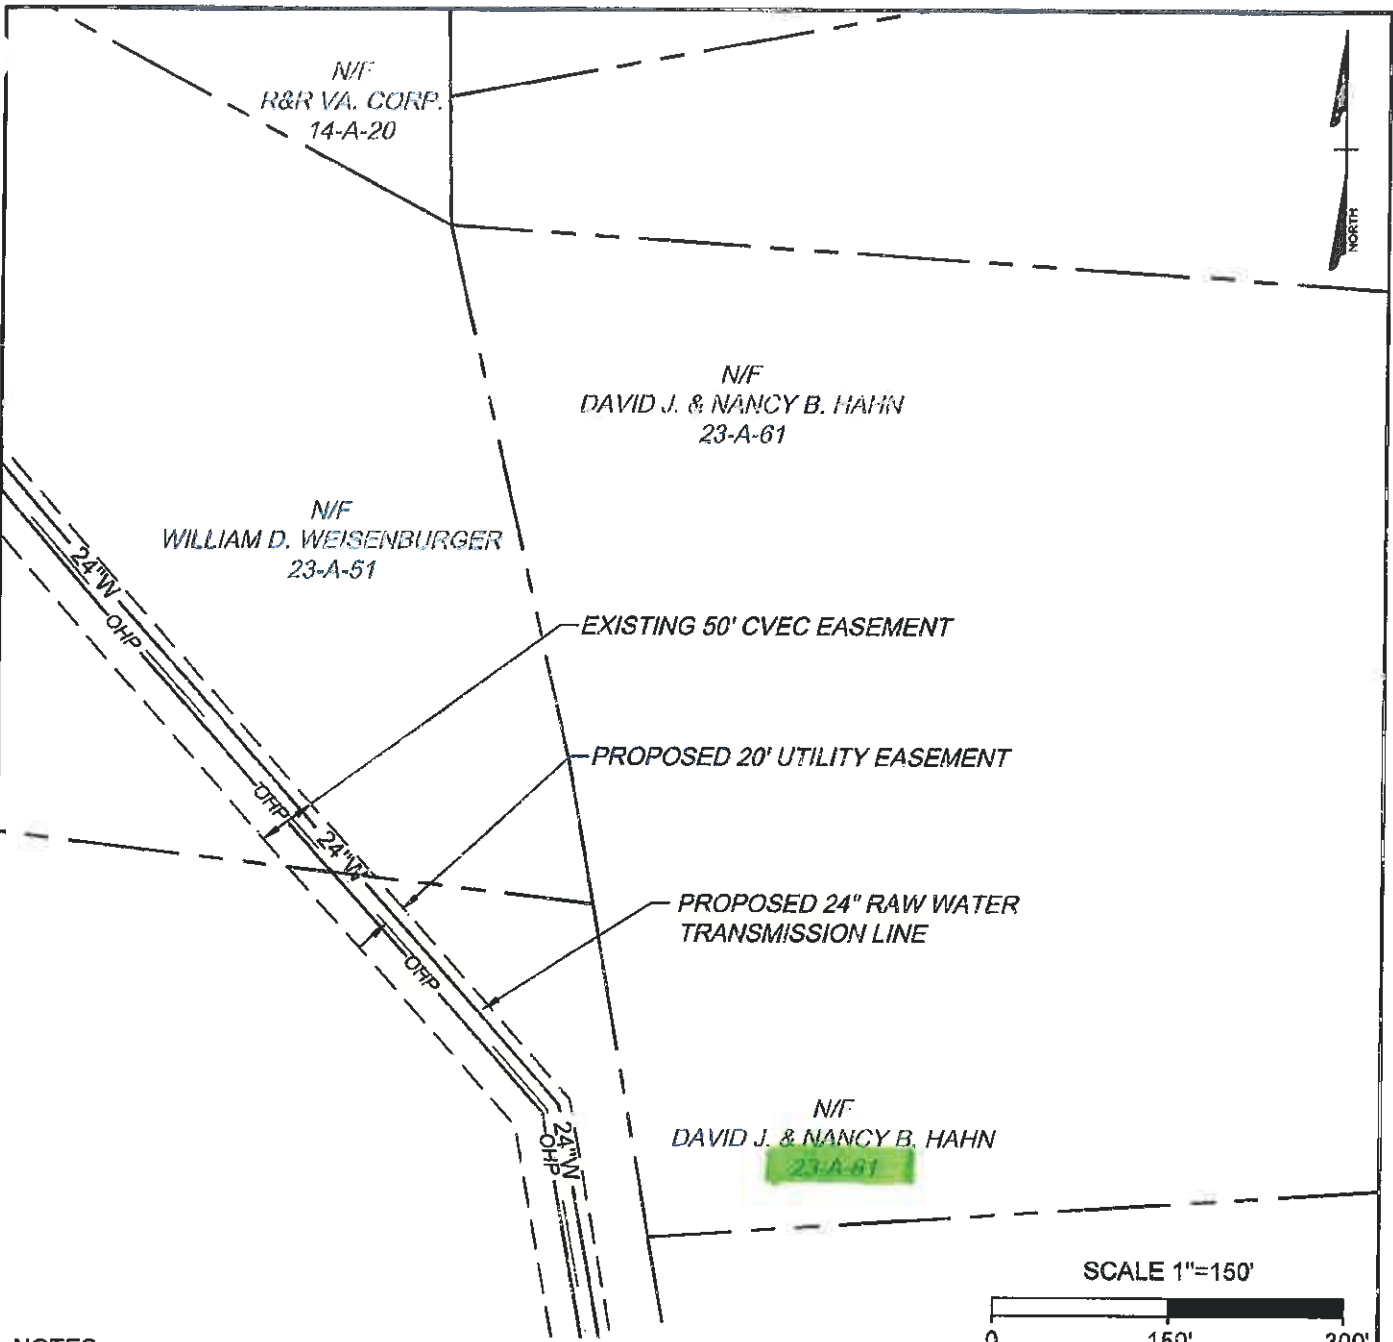 N/F
R&R VA. CORP.
14-A-20
NORTH
N/F
DAVID J. & NANCY B. HAHN
23-A-61
N/F
WILLIAM D. WEISENBURGER
23-A-51
24"W
OHP
EXISTING 50' CVEC EASEMENT
PROPOSED 20' UTILITY EASEMENT
OHP
24"W
PROPOSED 24" RAW WATER
TRANSMISSION LINE
OHP
N/F
DAVID J. & NANCY B. HAHN
23-A-61
24"W
OHP
SCALE 1"=150'
0 150' 300'
NOTES